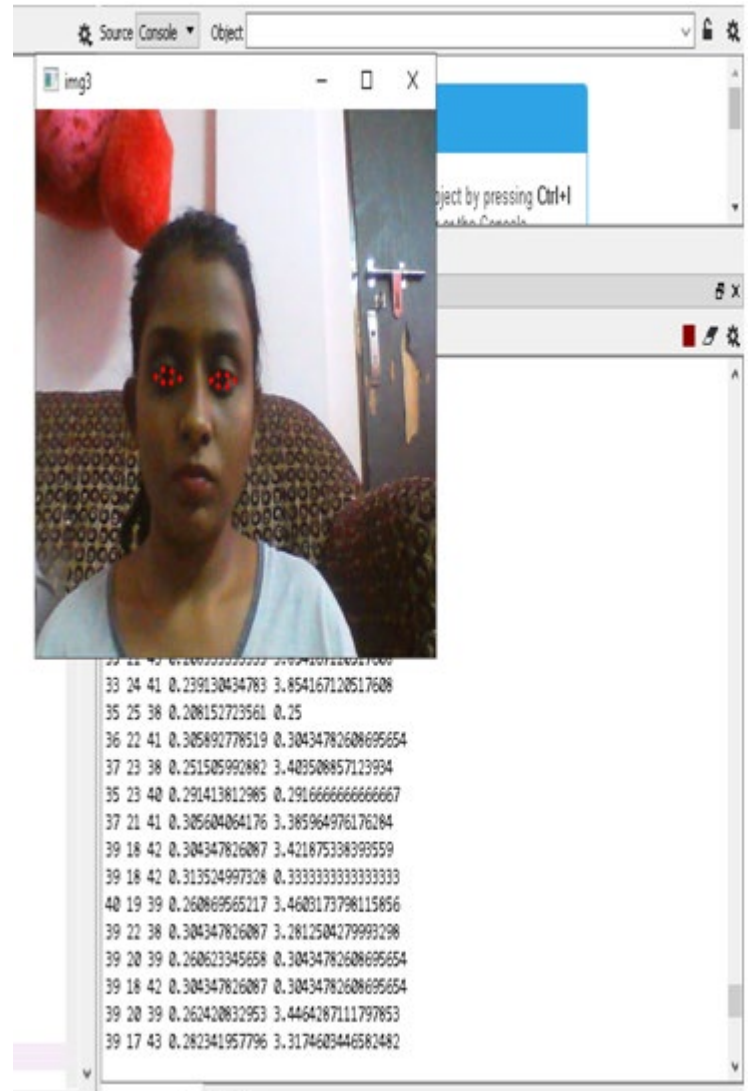 Source Console Object
img3
bject by pressing Ctrl+I
or the Console
33 24 41 0.239130434783 3.854167120517608
35 25 38 0.208152723561 0.25
36 22 41 0.305892778519 0.30434782608695654
37 23 38 0.251505992882 3.403508857123934
35 23 40 0.291413812985 0.2916666666666667
37 21 41 0.305604064176 3.385964976176284
39 18 42 0.304347826087 3.421875338393559
39 18 42 0.313524997328 0.3333333333333333
40 19 39 0.260869565217 3.4603173798115856
39 22 38 0.304347826087 3.2812504279993298
39 20 39 0.260623345658 0.30434782608695654
39 18 42 0.304347826087 0.30434782608695654
39 20 39 0.262420832953 3.4464287111797853
39 17 43 0.282341957796 3.3174603446582482